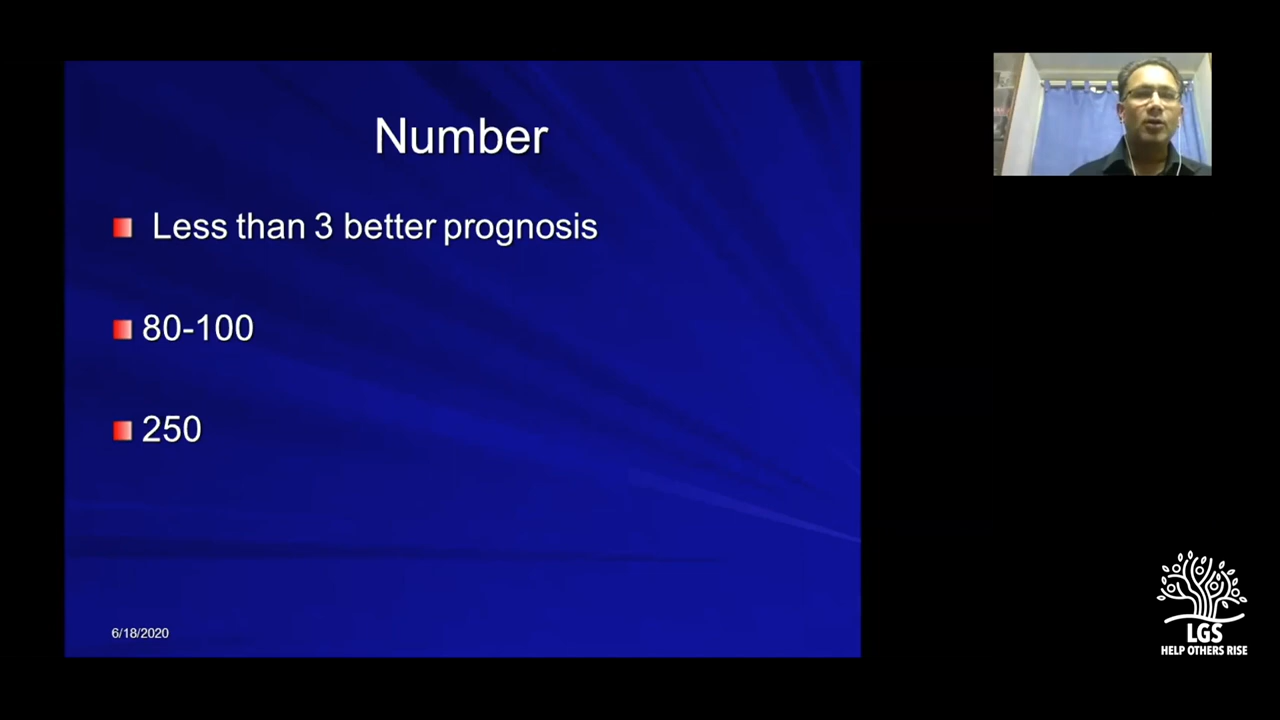 Number
Less than 3 better prognosis
80-100
250
6/18/2020
LGS
HELP OTHERS RISE